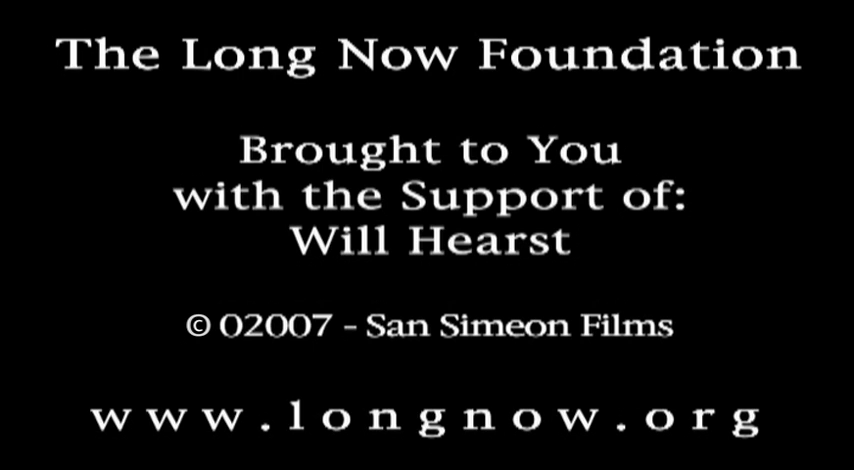 The Long Now Foundation
Brought to You
with the Support of:
Will Hearst
© 02007 – San Simeon Films
www.longnow.org